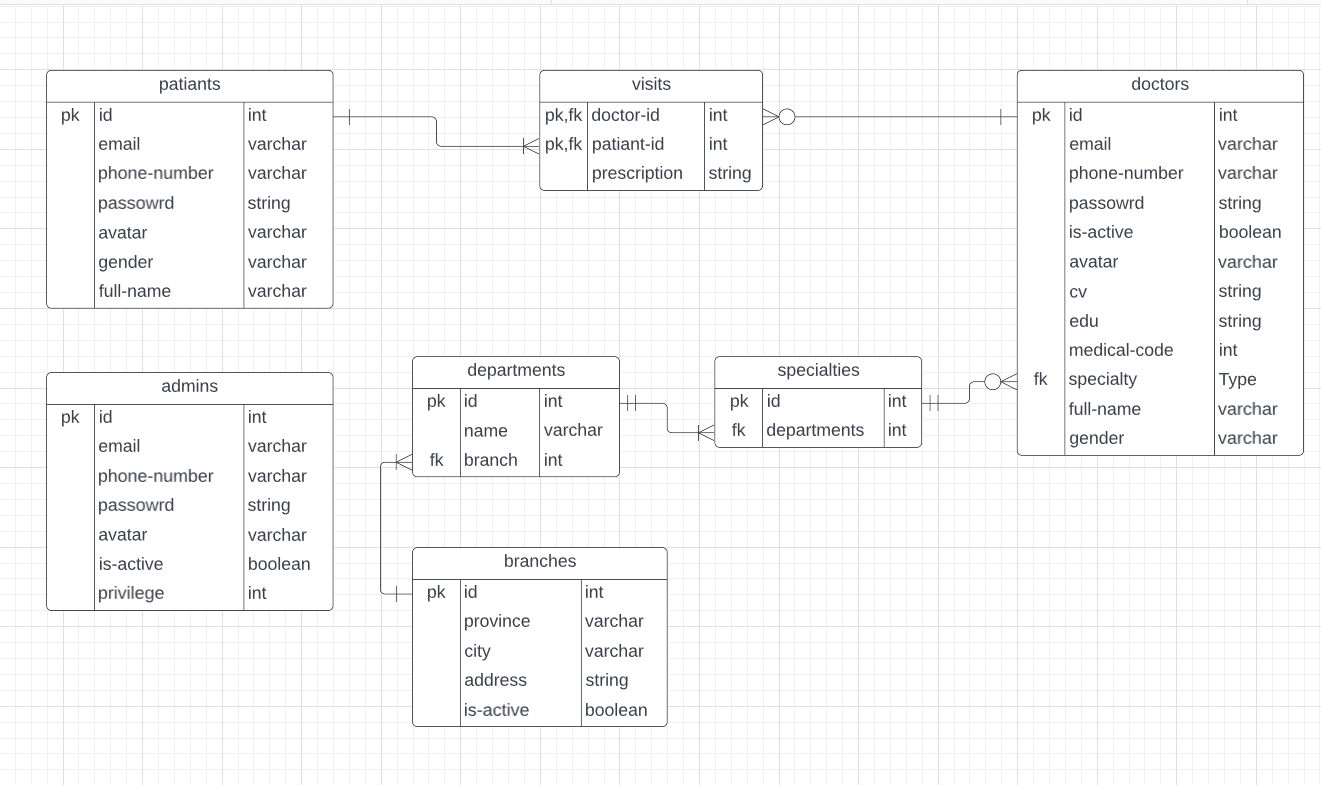 patiants
pk id int
email varchar
phone-number varchar
passowrd string
avatar varchar
gender varchar
full-name varchar
visits
pk,fk doctor-id int
pk,fk patiant-id int
prescription string
doctors
pk id int
email varchar
phone-number varchar
passowrd string
is-active boolean
avatar varchar
cv string
edu string
medical-code int
fk specialty Type
full-name varchar
gender varchar
admins
pk id int
email varchar
phone-number varchar
passowrd string
avatar varchar
is-active boolean
privilege int
departments
pk id int
name varchar
fk branch int
specialties
pk id int
fk departments int
branches
pk id int
province varchar
city varchar
address string
is-active boolean